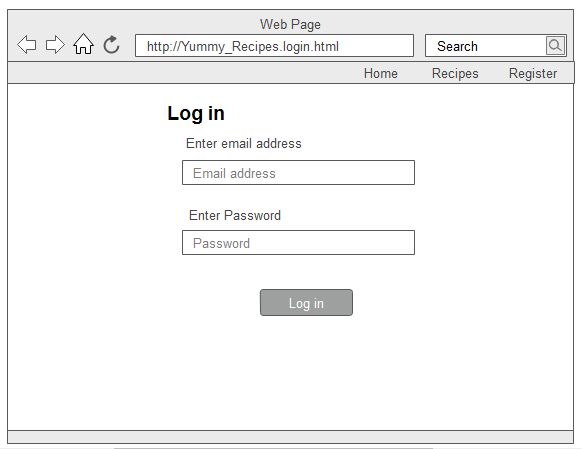 Web Page
http://Yummy_Recipes.login.html
Search
Home Recipes Register
Log in
Enter email address
Email address
Enter Password
Password
Log in